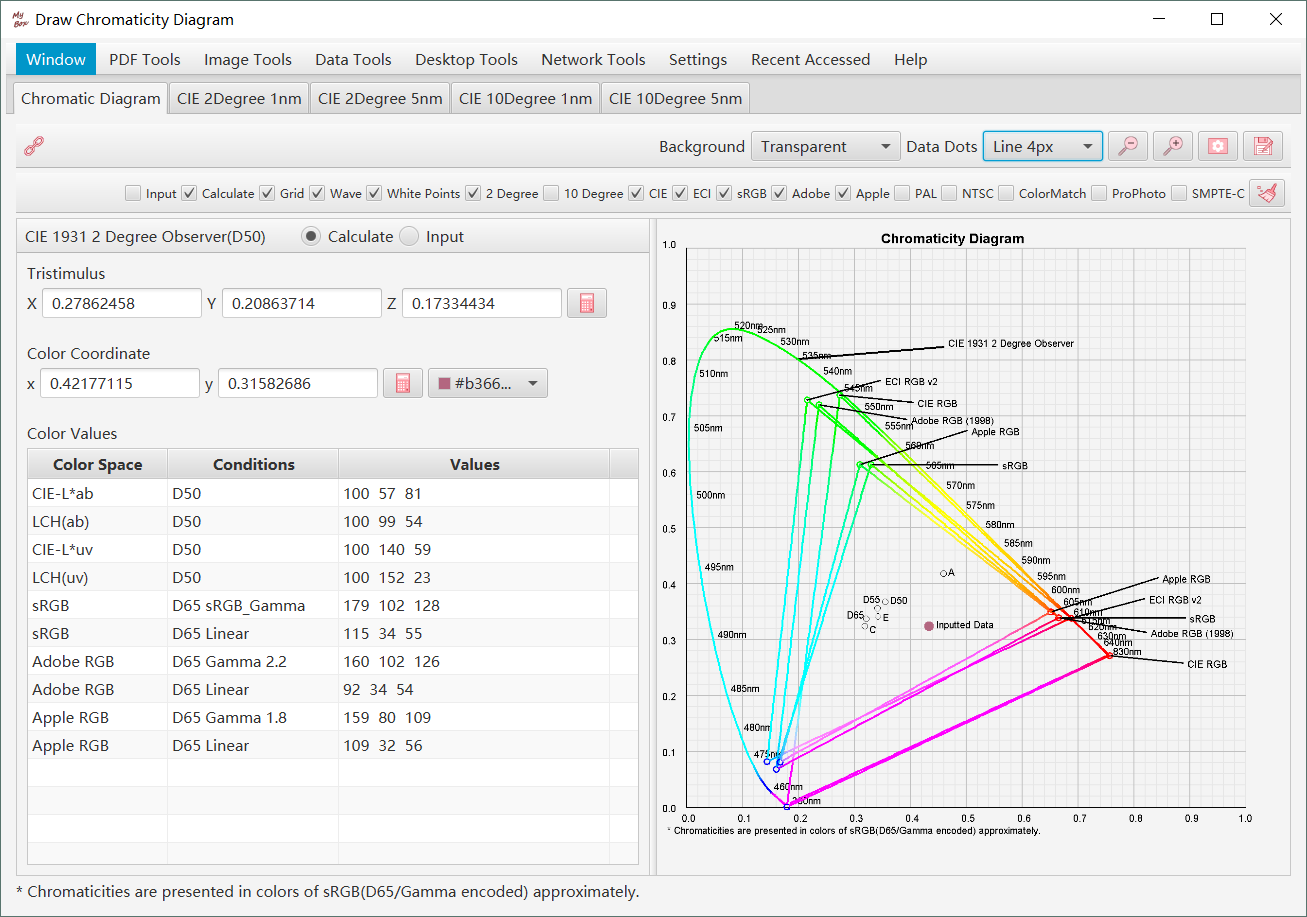 My Box Draw Chromaticity Diagram
Window PDF Tools Image Tools Data Tools Desktop Tools Network Tools Settings Recent Accessed Help
Chromatic Diagram CIE 2Degree 1nm CIE 2Degree 5nm CIE 10Degree 1nm CIE 10Degree 5nm
Background Transparent Data Dots Line 4px
Input Calculate Grid Wave White Points 2 Degree 10 Degree CIE ECI sRGB Adobe Apple PAL NTSC ColorMatch ProPhoto SMPTE-C
CIE 1931 2 Degree Observer(D50) Calculate Input
Tristimulus
X 0.27862458 Y 0.20863714 Z 0.17334434
Color Coordinate
x 0.42177115 y 0.31582686 #b366...
Color Values
Color Space Conditions Values
CIE-L*ab D50 100 57 81
LCH(ab) D50 100 99 54
CIE-L*uv D50 100 140 59
LCH(uv) D50 100 152 23
sRGB D65 sRGB_Gamma 179 102 128
sRGB D65 Linear 115 34 55
Adobe RGB D65 Gamma 2.2 160 102 126
Adobe RGB D65 Linear 92 34 54
Apple RGB D65 Gamma 1.8 159 80 109
Apple RGB D65 Linear 109 32 56
Chromaticity Diagram
1.0
0.9
520nm
525nm
515nm
530nm
CIE 1931 2 Degree Observer
535nm
0.8
540nm
510nm
ECI RGB v2
545nm
CIE RGB
550nm
0.7
Adobe RGB (1998)
555nm
505nm
Apple RGB
560nm
565nm
sRGB
0.6
570nm
500nm
575nm
580nm
0.5
585nm
590nm
495nm
A
595nm
Apple RGB
0.4
600nm
D55 D50
605nm
ECI RGB v2
610nm
D65 E
615nm
sRGB
C
Inputted Data
620nm
490nm
630nm
Adobe RGB (1998)
0.3
640nm
830nm
CIE RGB
485nm
0.2
480nm
475nm
0.1
460nm
0.0
0.0 0.1 0.2 0.3 0.4 0.5 0.6 0.7 0.8 0.9 1.0
* Chromaticities are presented in colors of sRGB(D65/Gamma encoded) approximately.
* Chromaticities are presented in colors of sRGB(D65/Gamma encoded) approximately.